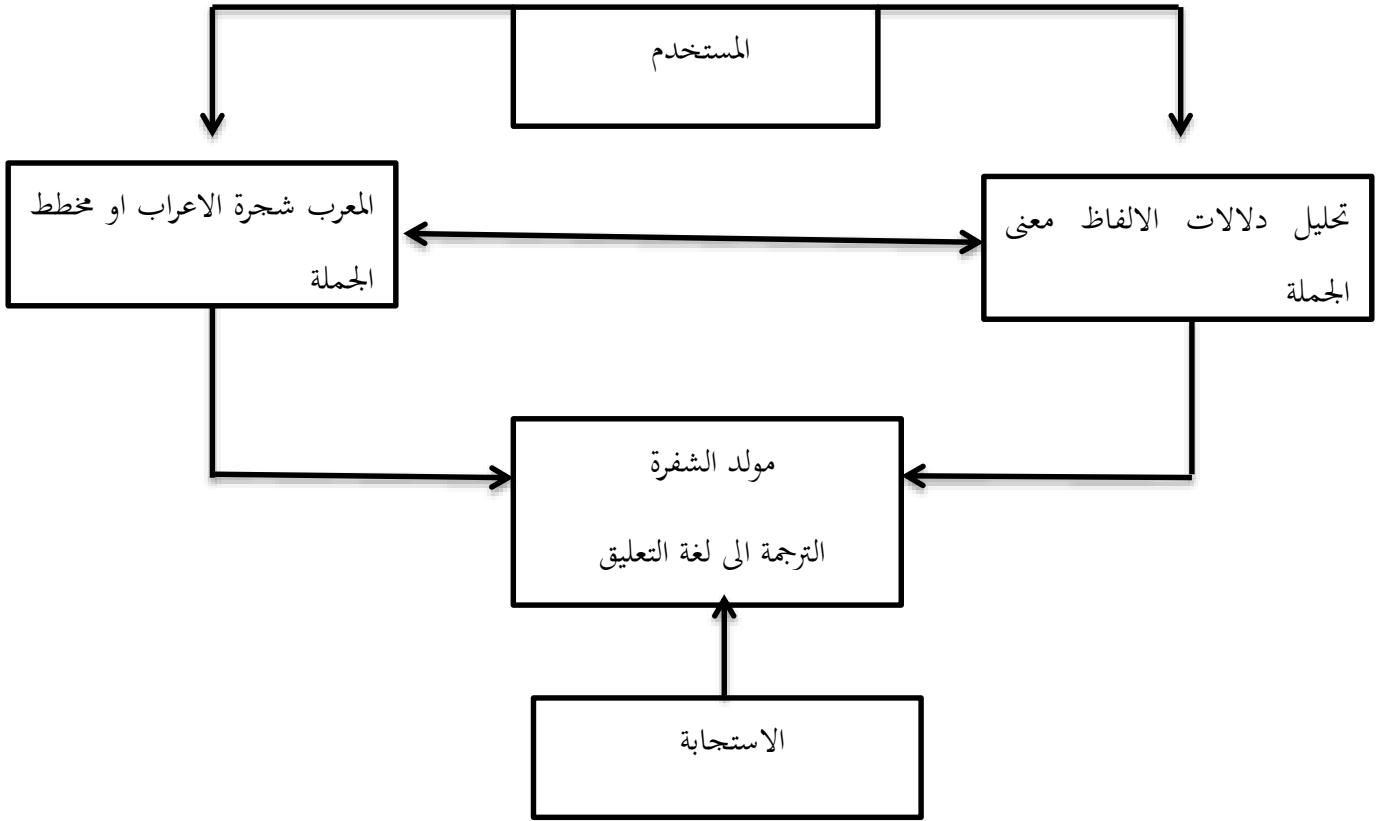 المستخدم
تحليل دلالات الالفاظ معنى
الجملة
المعرب شجرة الاعراب او مخطط
الجملة
مولد الشفرة
الترجمة الى لغة التعليق
الاستجابة